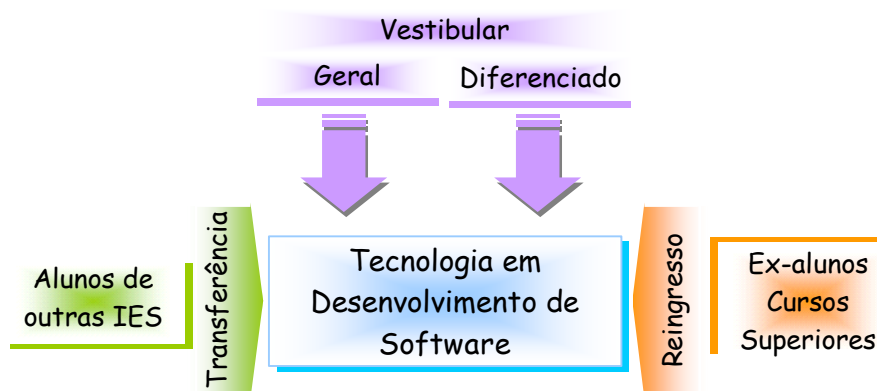 Vestibular
Geral
Diferenciado
Alunos de
outras IES
Transferência
Tecnologia em
Desenvolvimento de
Software
Reingresso
Ex-alunos
Cursos
Superiores